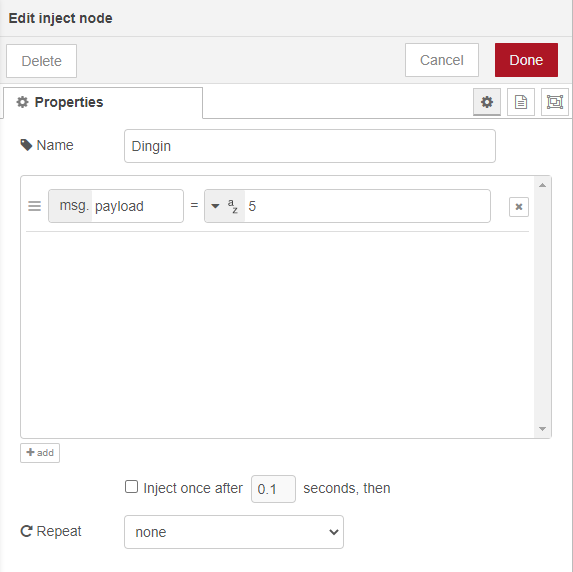 Edit inject node
Delete Cancel Done
Properties
Name Dingin
msg. payload = az 5
+ add
Inject once after 0.1 seconds, then
Repeat none